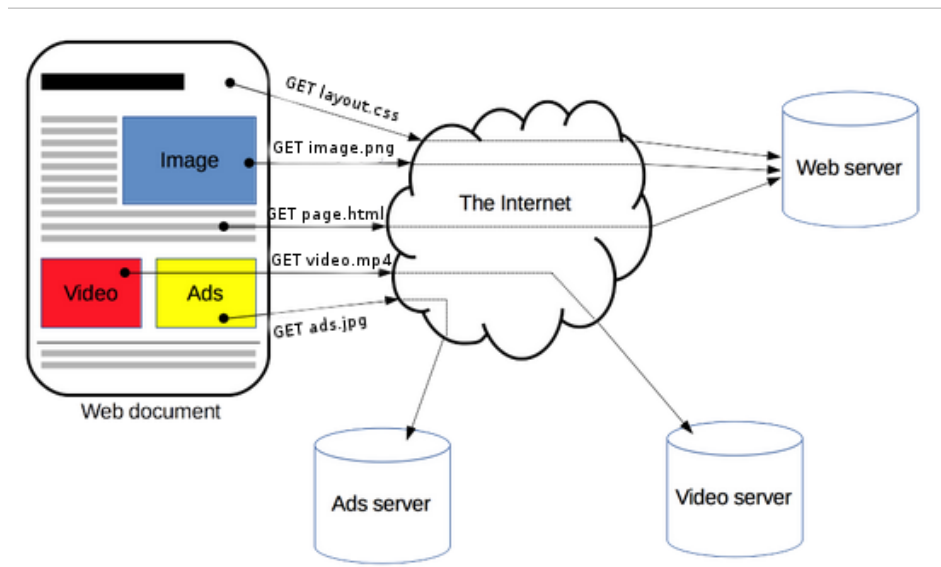 GET layout.css
Image
GET image.png
Web server
The Internet
GET page.html
GET video.mp4
Video
Ads
GET ads.jpg
Web document
Ads server
Video server